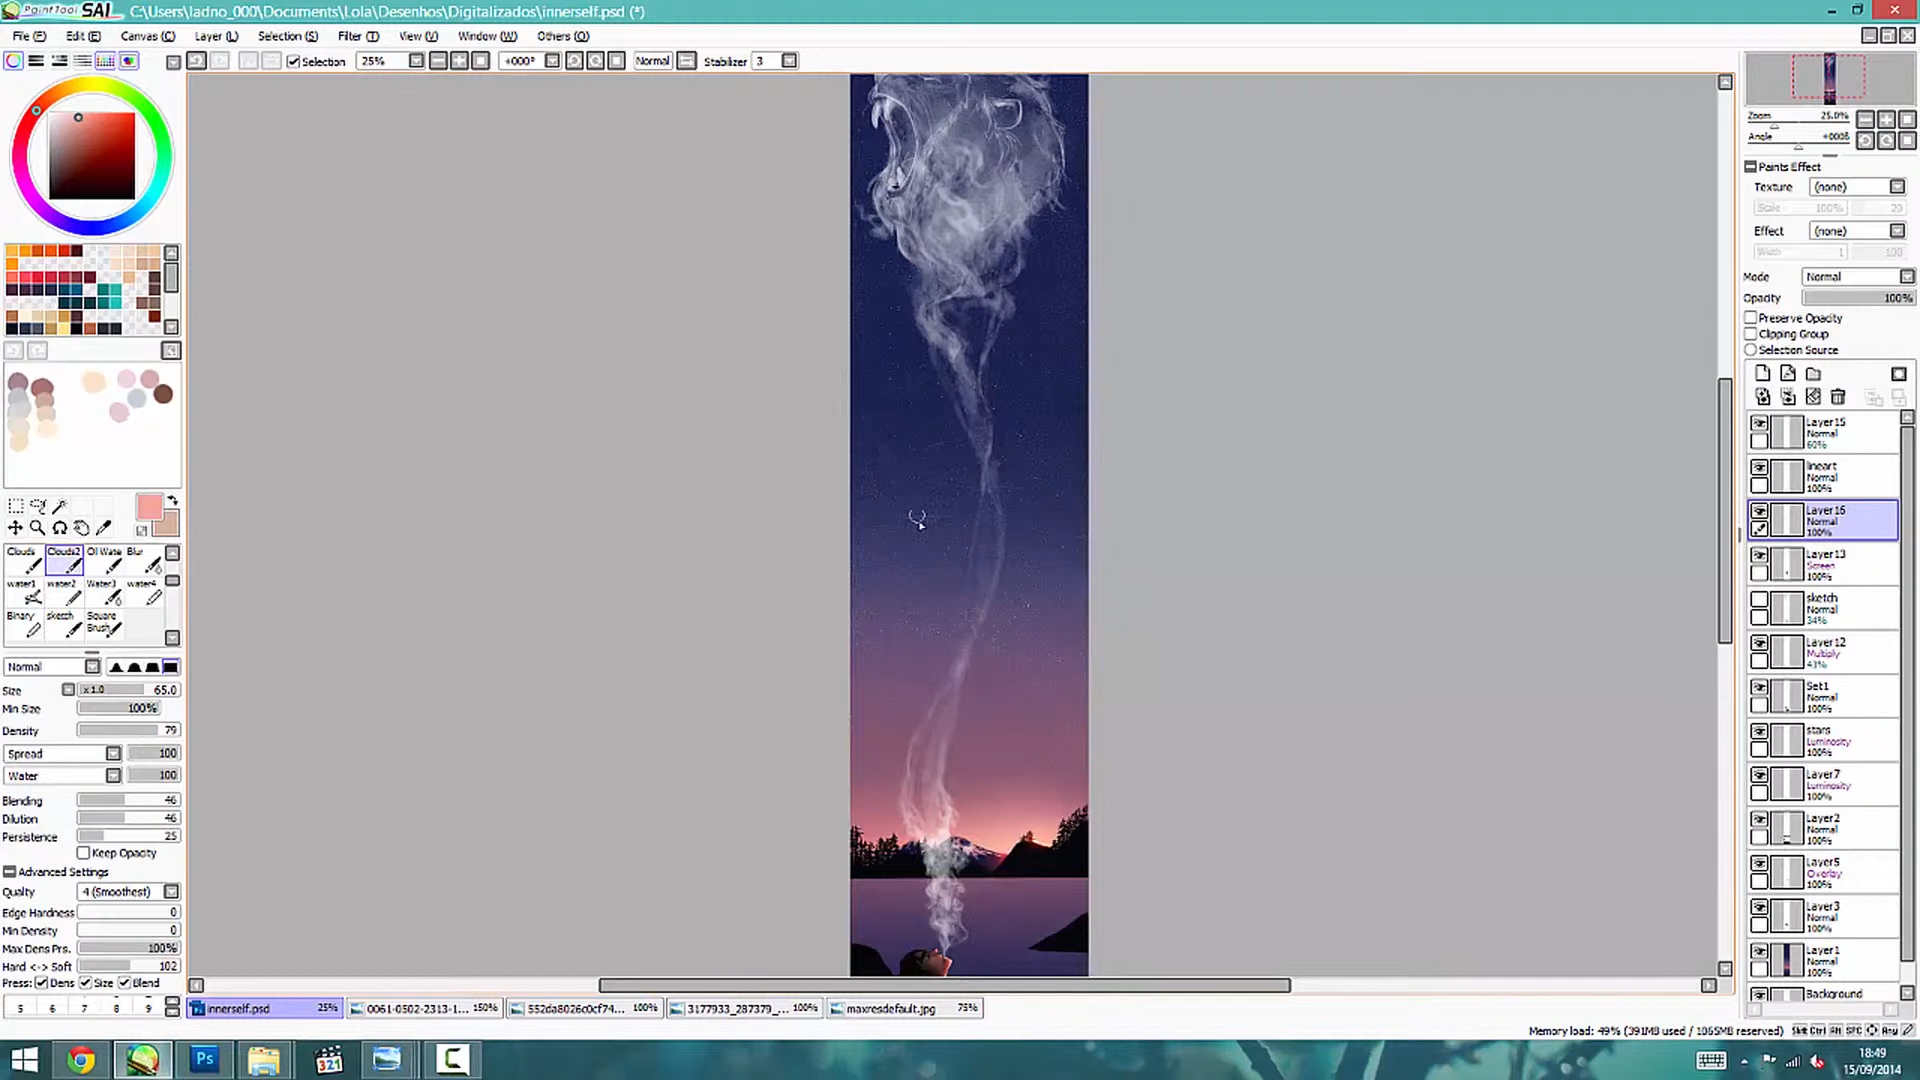 PaintTool SAI C:\Users\ladno_000\Documents\Lola\Desenhos\Digitalizados\innerself.psd (*)
File (F) Edit (E) Canvas (C) Layer (L) Selection (S) Filter (T) View (V) Window (W) Others (O)
Selection 25% +000° Normal Stabilizer 3
Zoom 25.0%
Angle +000δ
Paints Effect
Texture (none)
Scale 100% 20
Effect (none)
Width 1 100
Mode Normal
Opacity 100%
Preserve Opacity
Clipping Group
Selection Source
Layer15
Normal
60%
lineart
Normal
100%
Layer16
Normal
100%
Layer13
Screen
100%
sketch
Normal
34%
Layer12
Multiply
43%
Set1
Normal
100%
stars
Luminosity
100%
Layer7
Luminosity
100%
Layer2
Normal
100%
Layer5
Overlay
100%
Layer3
Normal
100%
Layer1
Normal
100%
Background
Clouds Clouds2 Oil Wate Blur
water1 water2 Water3 water4
Binary sketch Square
Brush
Normal
Size x 1.0 65.0
Min Size 100%
Density 79
Spread 100
Water 100
Blending 46
Dilution 46
Persistence 25
Keep Opacity
Advanced Settings
Quality 4 (Smoothest)
Edge Hardness 0
Min Density 0
Max Dens Prs. 100%
Hard <-> Soft 102
Press: Dens Size Blend
5 6 7 8 9
innerself.psd 25% 0061-0502-2313-1... 150% 552da8026c0cf74... 100% 3177933_287379_... 100% maxresdefault.jpg 75%
Memory load: 49% (391MB used / 1065MB reserved) Shft Ctrl Alt SPC Any
Ps 321 C
18:49
15/09/2014